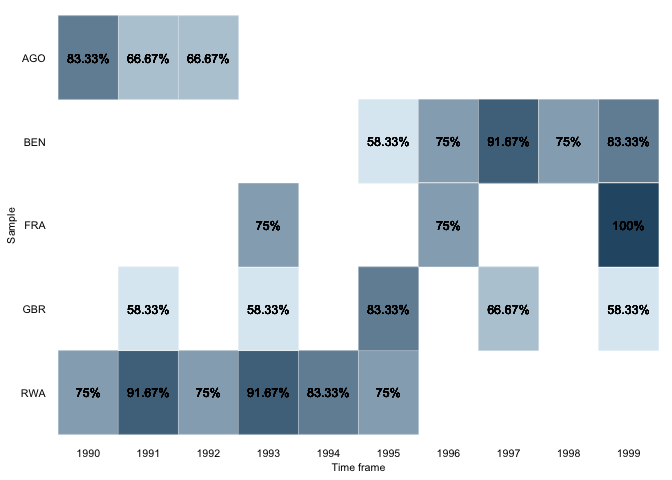 AGO 83.33% 66.67% 66.67%
BEN 58.33% 75% 91.67% 75% 83.33%
Sample
FRA 75% 75% 100%
GBR 58.33% 58.33% 83.33% 66.67% 58.33%
RWA 75% 91.67% 75% 91.67% 83.33% 75%
1990 1991 1992 1993 1994 1995 1996 1997 1998 1999
Time frame